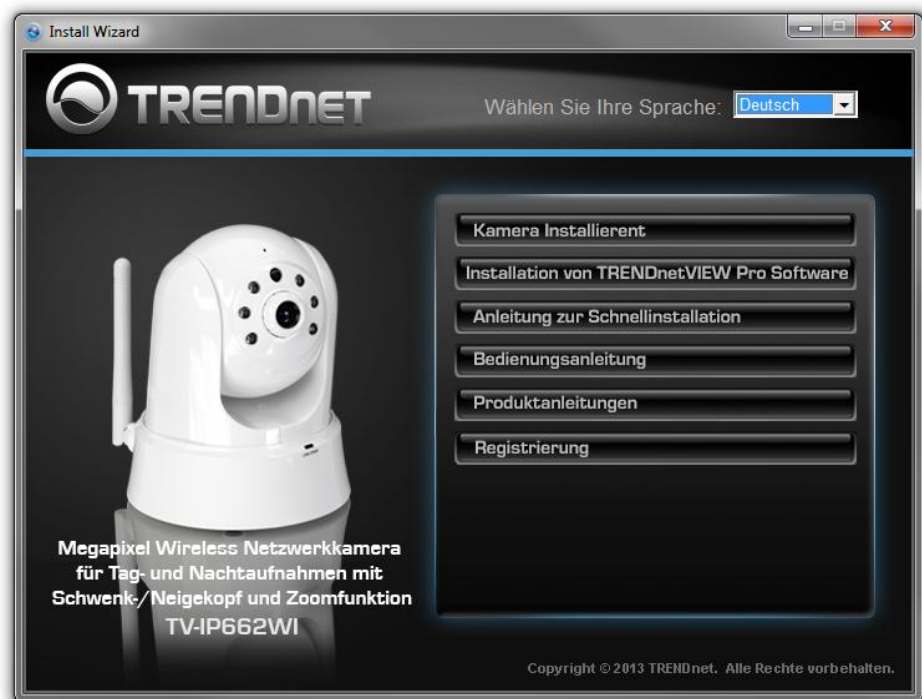 Install Wizard
TRENDNET
Wählen Sie Ihre Sprache: Deutsch
Kamera Installierent
Installation von TRENDnetVIEW Pro Software
Anleitung zur Schnellinstallation
Bedienungsanleitung
Produktanleitungen
Registrierung
Megapixel Wireless Netzwerkkamera
für Tag- und Nachtaufnahmen mit
Schwenk-/Neigekopf und Zoomfunktion
TV-IP662WI
Copyright © 2013 TRENDnet. Alle Rechte vorbehalten.